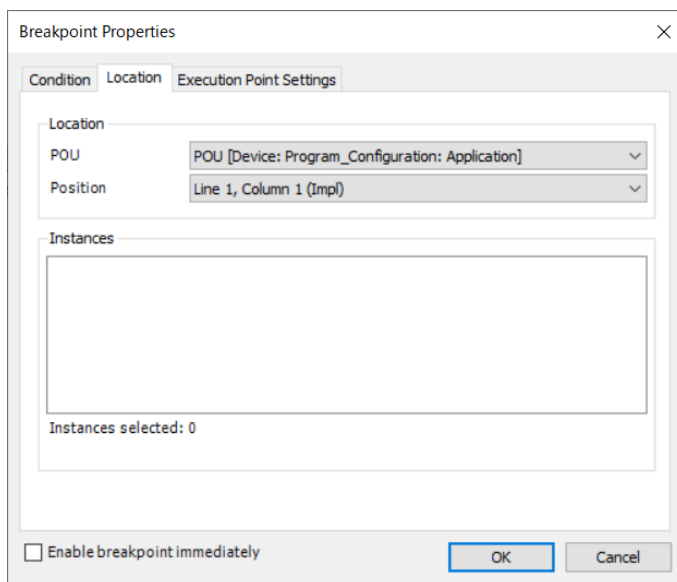 Breakpoint Properties
Condition Location Execution Point Settings
Location
POU POU [Device: Program_Configuration: Application]
Position Line 1, Column 1 (Impl)
Instances
Instances selected: 0
Enable breakpoint immediately OK Cancel